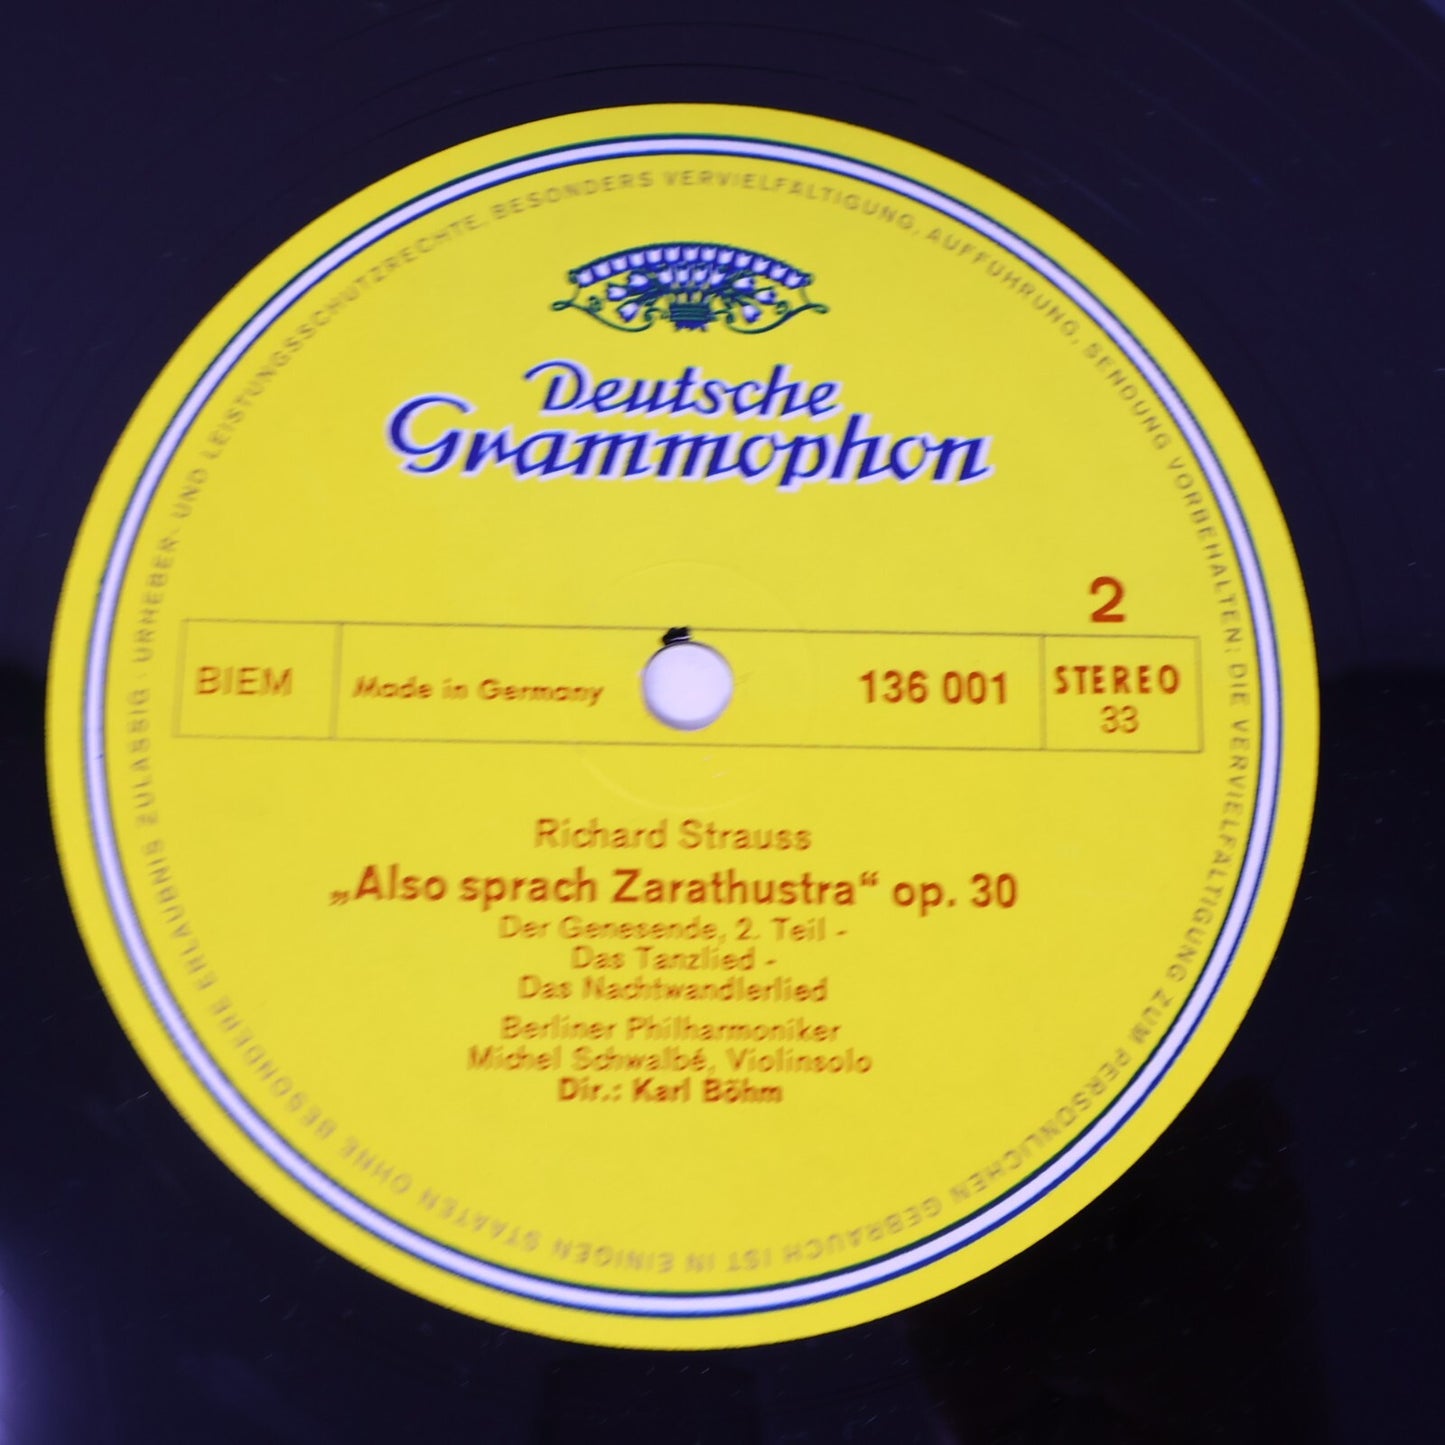 URHEBER- UND LEISTUNGSSCHUTZRECHTE, BESONDERS VERVIELFÄLTIGUNG, AUFFÜHRUNG, SENDUNG VORBEHALTEN; DIE VERVIELFÄLTIGUNG ZUM PERSÖNLICHEN GEBRAUCH IST IN EINIGEN STAATEN OHNE BESONDERE ERLAUBNIS ZULÄSSIG ·
Deutsche
Grammophon
2
BIEM Made in Germany 136 001 STEREO
33
Richard Strauss
„Also sprach Zarathustra“ op. 30
Der Genesende, 2. Teil -
Das Tanzlied -
Das Nachtwandlerlied
Berliner Philharmoniker
Michel Schwalbé, Violinsolo
Dir.: Karl Böhm